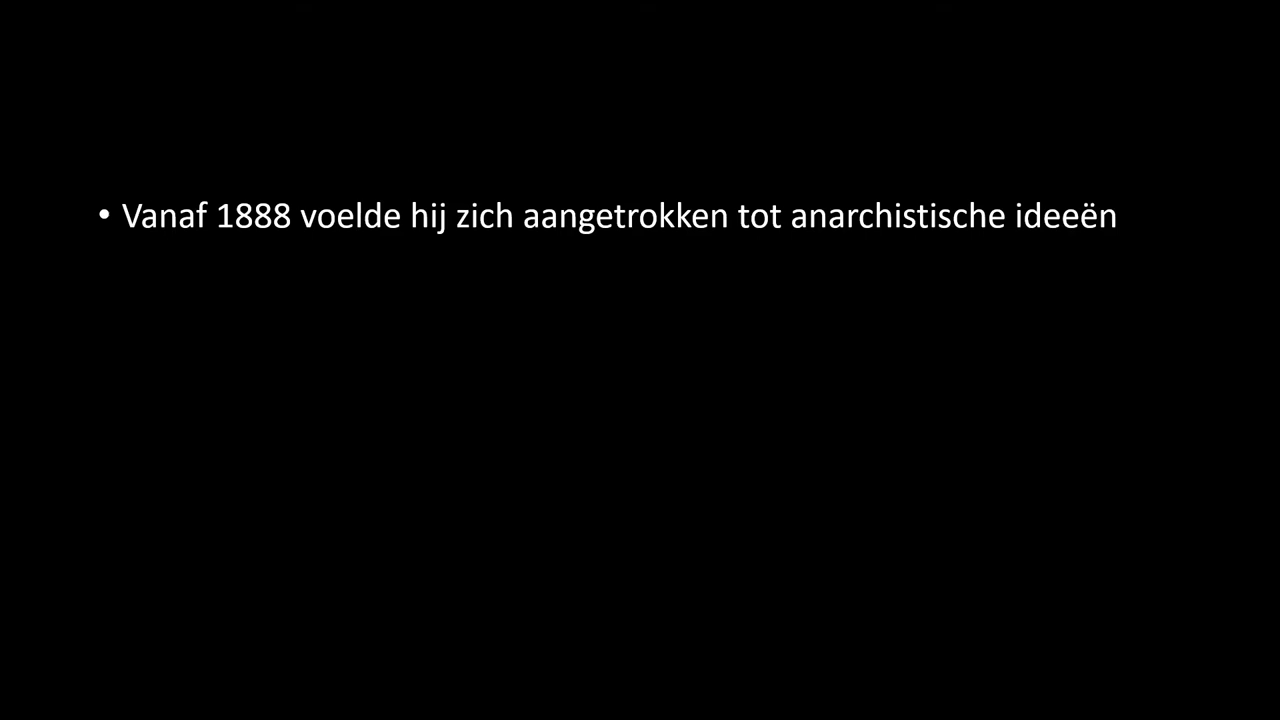 • Vanaf 1888 voelde hij zich aangetrokken tot anarchistische ideeën